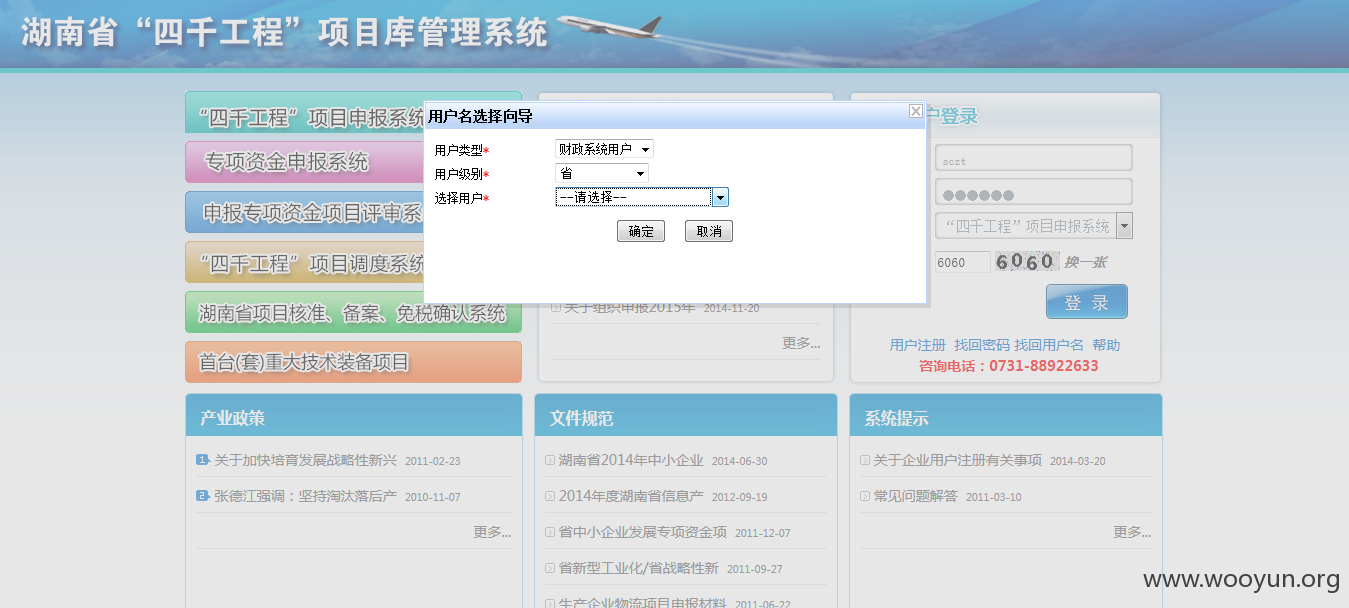 湖南省“四千工程”项目库管理系统
“四千工程”项目申报系统
专项资金申报系统
申报专项资金项目评审系
“四千工程”项目调度系统
湖南省项目核准、备案、免税确认系统
首台(套)重大技术装备项目
用户名选择向导
用户类型* 财政系统用户
用户级别* 省
选择用户* --请选择--
确定 取消
关于组织申报2015年 2014-11-20
更多...
户登录
sczt
“四千工程”项目申报系统
6060 6060 换一张
登 录
用户注册 找回密码 找回用户名 帮助
咨询电话：0731-88922633
产业政策
1 关于加快培育发展战略性新兴 2011-02-23
2 张德江强调：坚持淘汰落后产 2010-11-07
更多...
文件规范
湖南省2014年中小企业 2014-06-30
2014年度湖南省信息产 2012-09-19
省中小企业发展专项资金项 2011-12-07
省新型工业化/省战略性新 2011-09-27
生产企业物流项目申报材料 2011-06-22
系统提示
关于企业用户注册有关事项 2014-03-20
常见问题解答 2011-03-10
更多...
www.wooyun.org